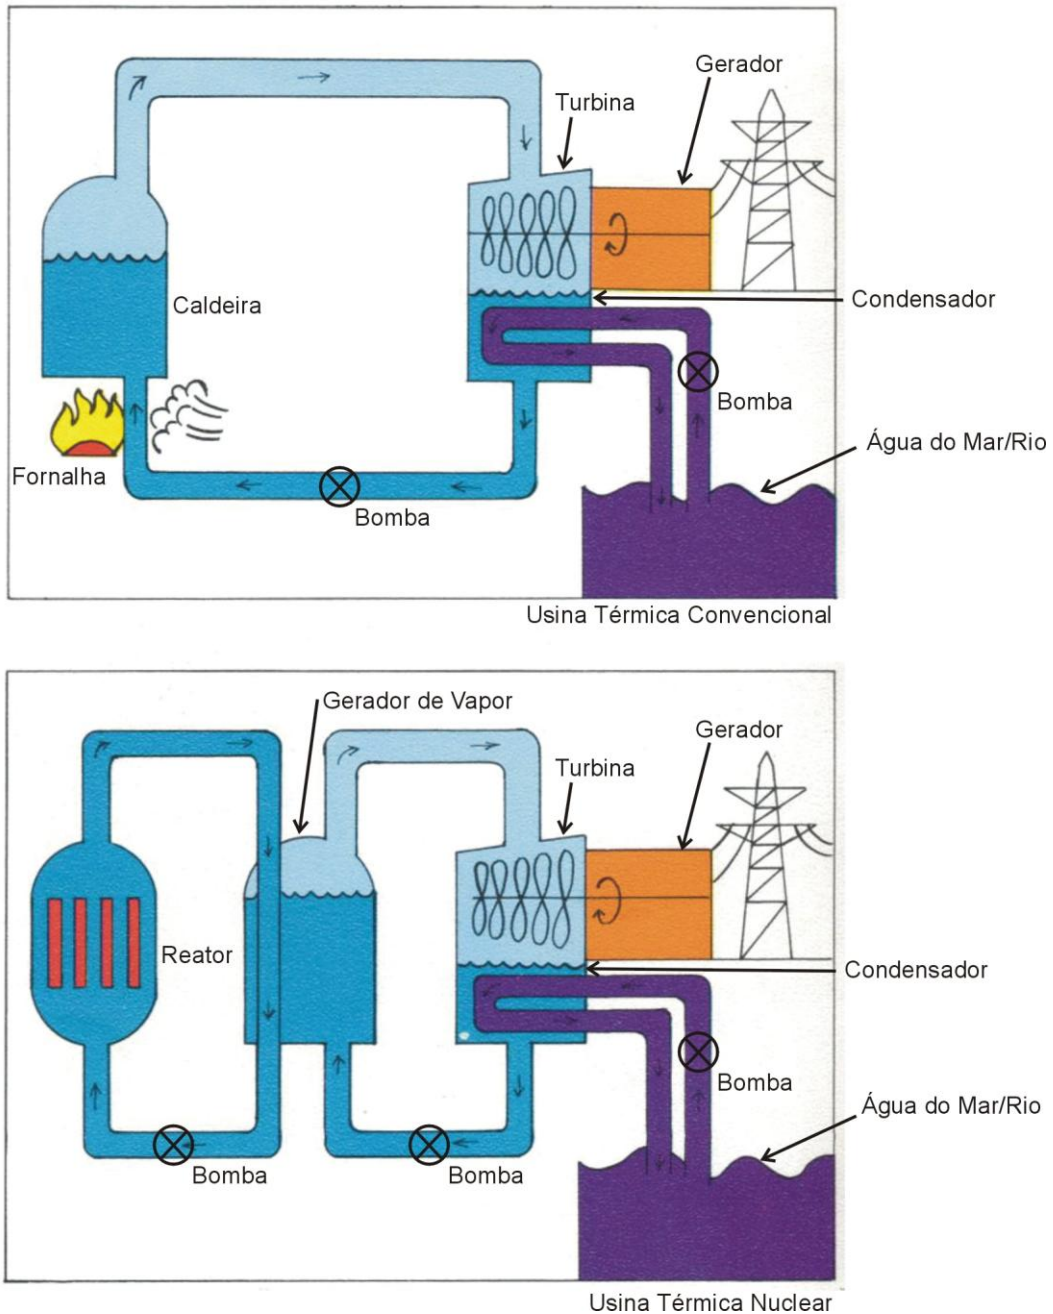 Gerador
Turbina
Condensador
Caldeira
Bomba
Água do Mar/Rio
Fornalha
Bomba
Usina Térmica Convencional
Gerador de Vapor
Gerador
Turbina
Reator
Condensador
Bomba
Água do Mar/Rio
Bomba
Bomba
Usina Térmica Nuclear